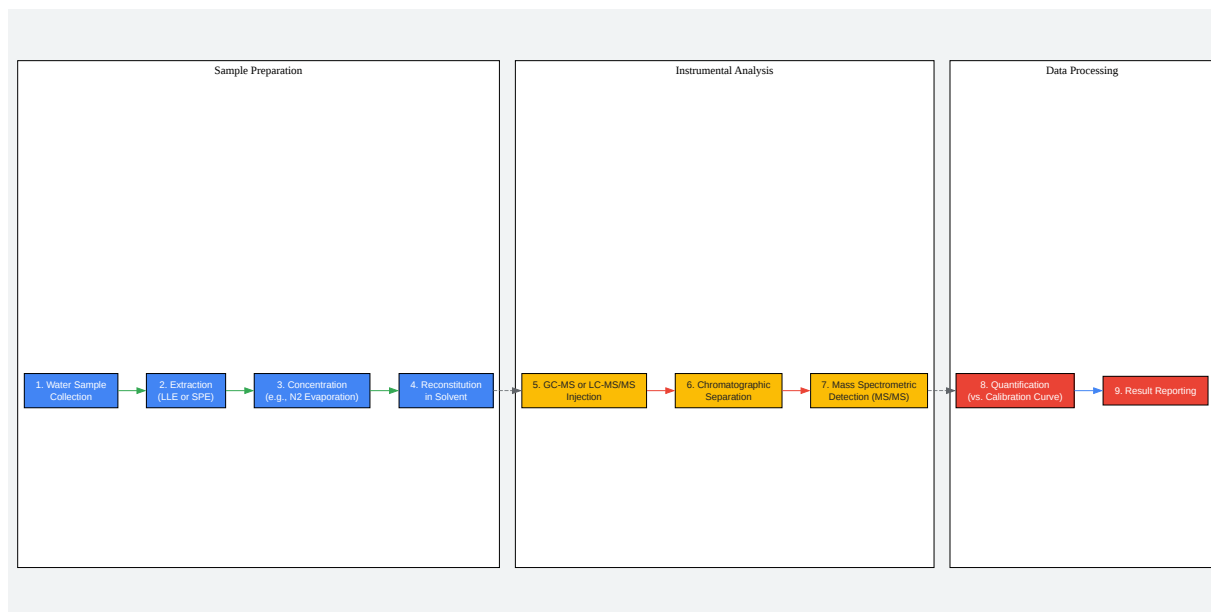 Sample Preparation
Instrumental Analysis
Data Processing
1. Water Sample
Collection
2. Extraction
(LLE or SPE)
3. Concentration
(e.g., N2 Evaporation)
4. Reconstitution
in Solvent
5. GC-MS or LC-MS/MS
Injection
6. Chromatographic
Separation
7. Mass Spectrometric
Detection (MS/MS)
8. Quantification
(vs. Calibration Curve)
9. Result Reporting